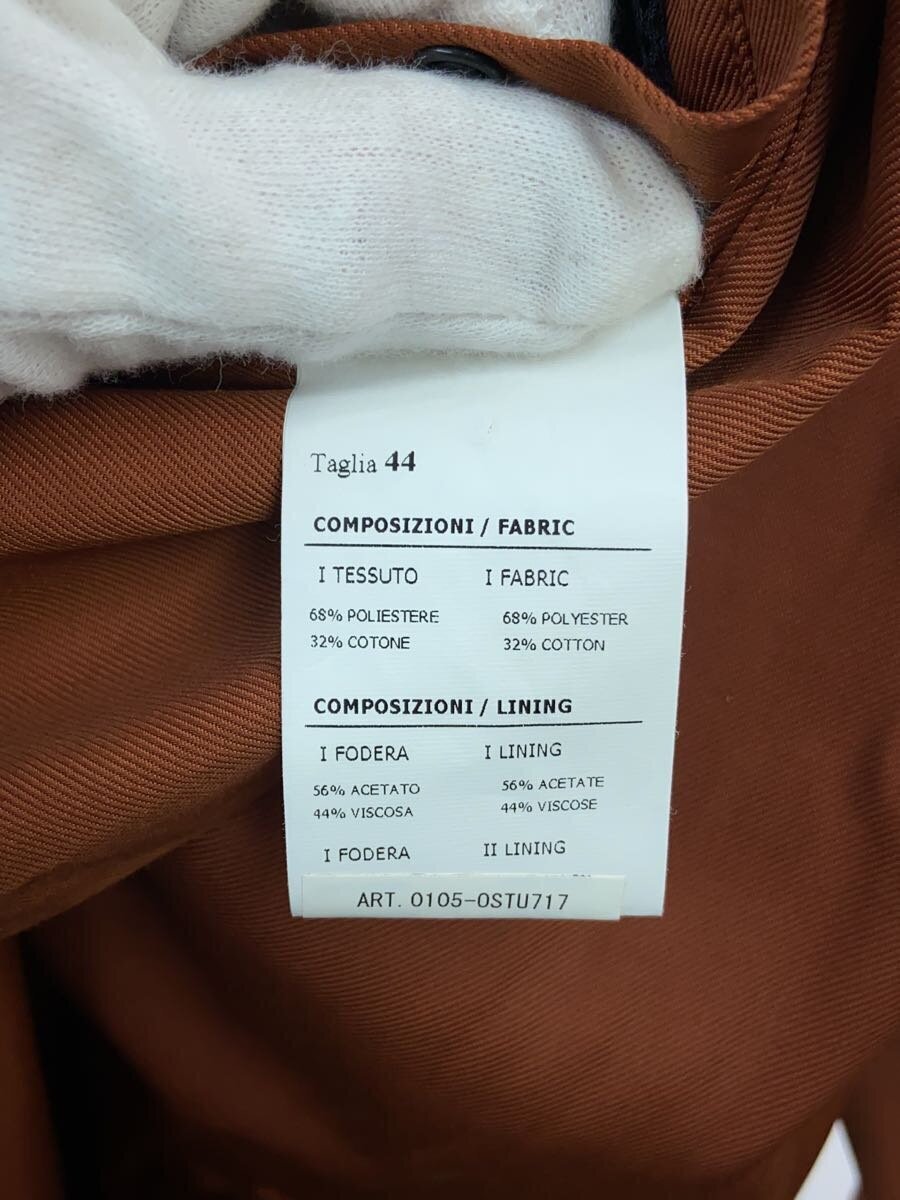 Taglia 44
COMPOSIZIONI / FABRIC
I TESSUTO I FABRIC
68% POLIESTERE 68% POLYESTER
32% COTONE 32% COTTON
COMPOSIZIONI / LINING
I FODERA I LINING
56% ACETATO 56% ACETATE
44% VISCOSA 44% VISCOSE
I FODERA II LINING
ART. 0105-OSTU717